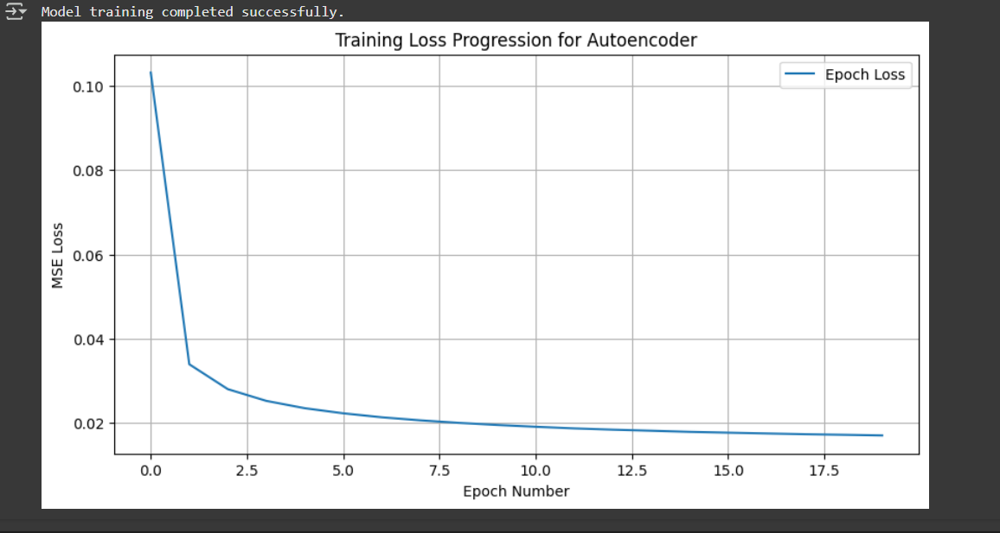 Model training completed successfully.
Training Loss Progression for Autoencoder
Epoch Loss
0.10
0.08
0.06
0.04
0.02
MSE Loss
0.0 2.5 5.0 7.5 10.0 12.5 15.0 17.5
Epoch Number